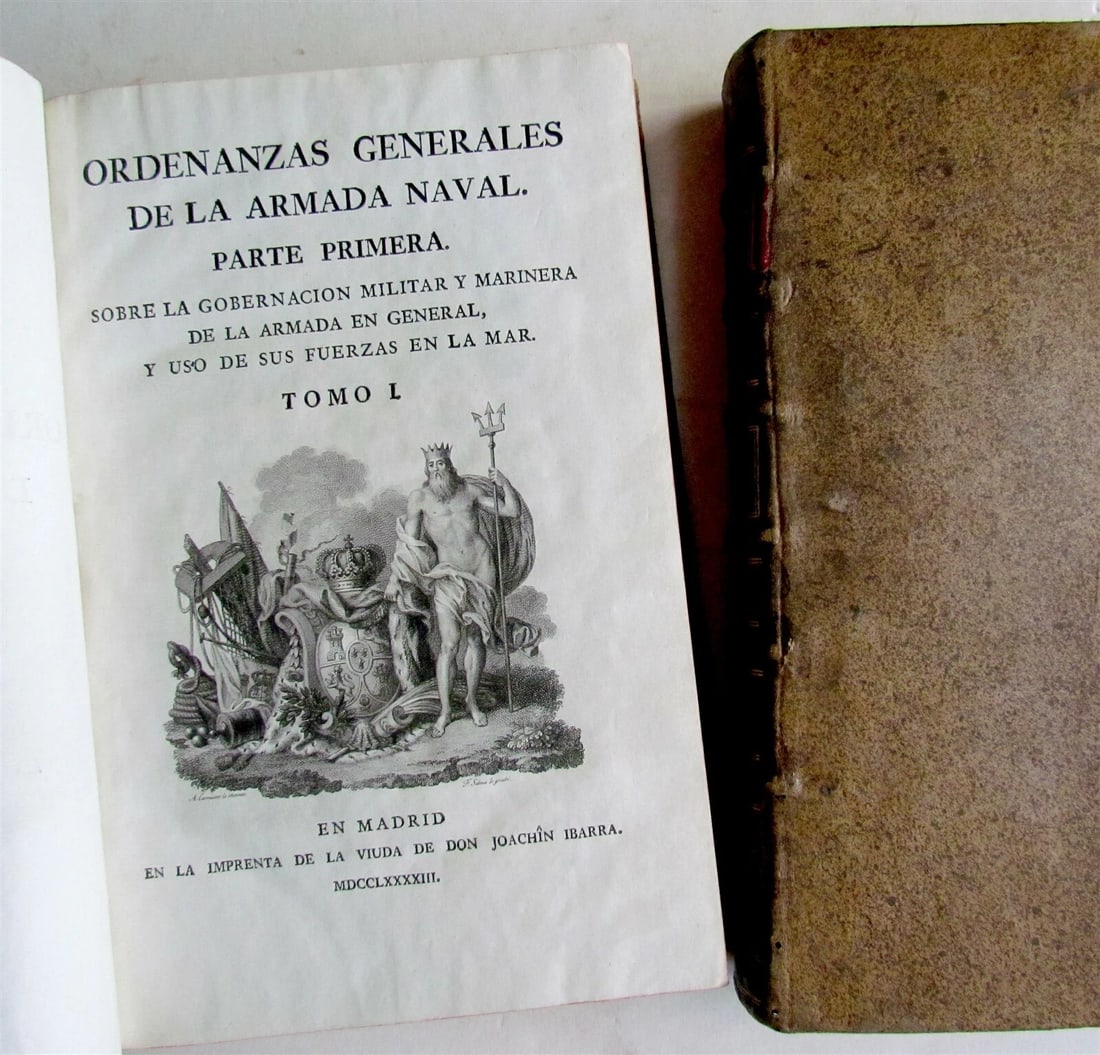 ORDENANZAS GENERALES
DE LA ARMADA NAVAL.
PARTE PRIMERA.
SOBRE LA GOBERNACION MILITAR Y MARINERA
DE LA ARMADA EN GENERAL,
Y USO DE SUS FUERZAS EN LA MAR.
TOMO I.
EN MADRID
EN LA IMPRENTA DE LA VIUDA DE DON JOACHÎN IBARRA.
MDCCLXXXXIII.